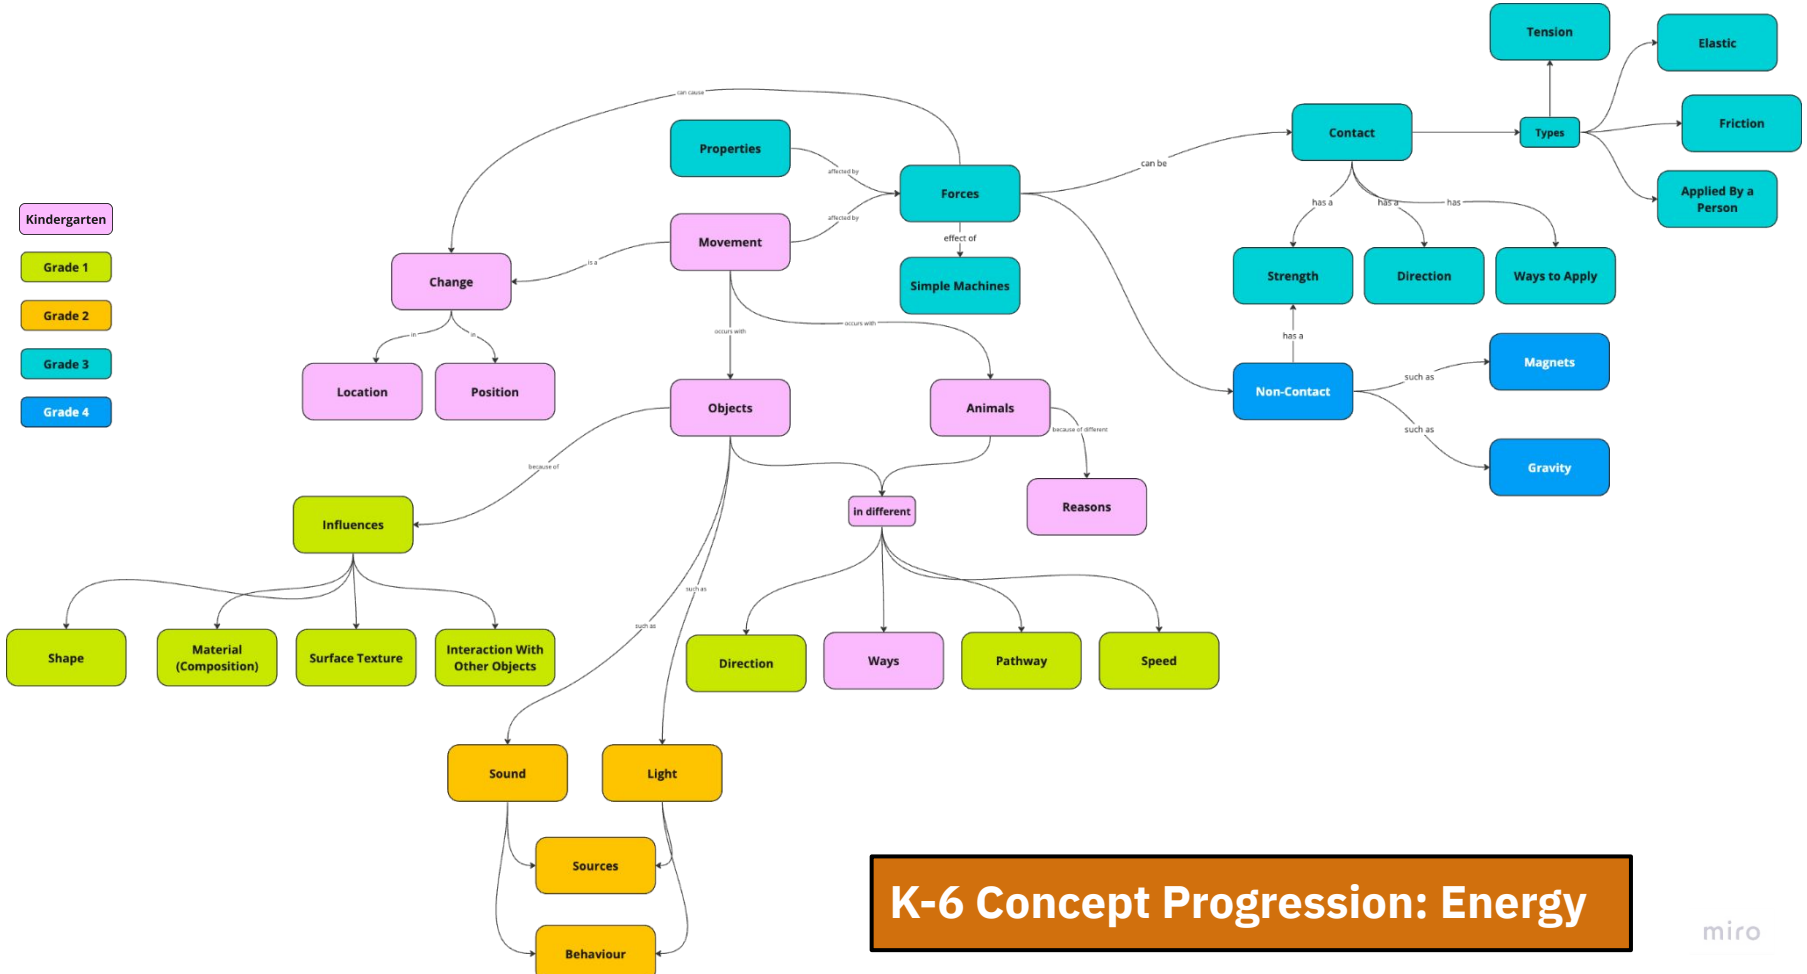 Tension
Elastic
can cause
Contact
Types
Friction
Properties
can be
affected by
Applied By a
Person
Forces
has a
has a
has
Kindergarten
affected by
Movement
effect of
Grade 1
is a
Change
Simple Machines
Strength
Direction
Ways to Apply
Grade 2
occurs with
occurs with
in
in
has a
Grade 3
Magnets
such as
Location
Position
Non-Contact
Grade 4
Objects
Animals
because of different
such as
because of
Gravity
Reasons
in different
Influences
such as
such as
Shape
Material
(Composition)
Surface Texture
Interaction With
Other Objects
Direction
Ways
Pathway
Speed
Sound
Light
Sources
Behaviour
K-6 Concept Progression: Energy
miro